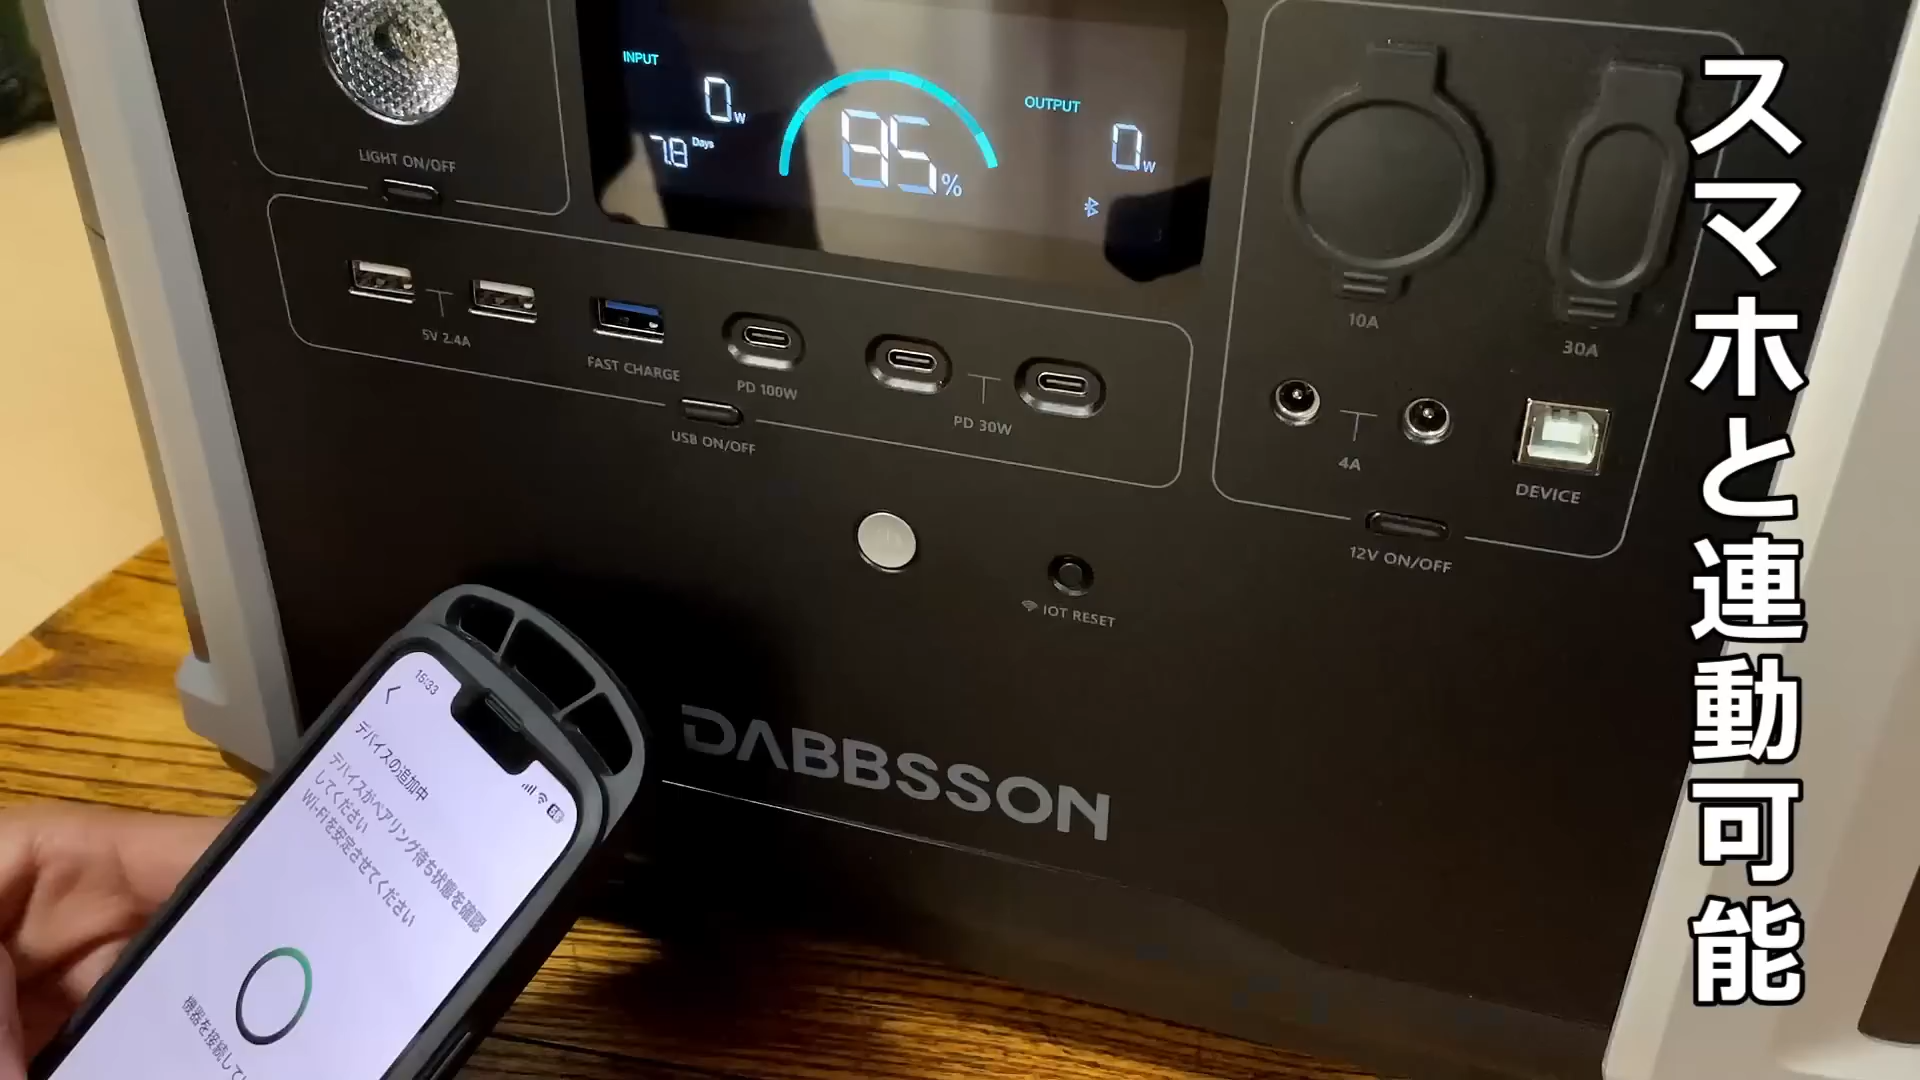 INPUT
0W
7.8 Days
85%
OUTPUT
0W
LIGHT ON/OFF
5V 2.4A
FAST CHARGE
PD 100W
PD 30W
USB ON/OFF
10A
30A
4A
DEVICE
12V ON/OFF
IOT RESET
DABBSSON
15:33
デバイスの追加中
デバイスがペアリング待ち状態を確認
してください
Wi-Fiを安定させてください
機器を接続してい
スマホと連動可能